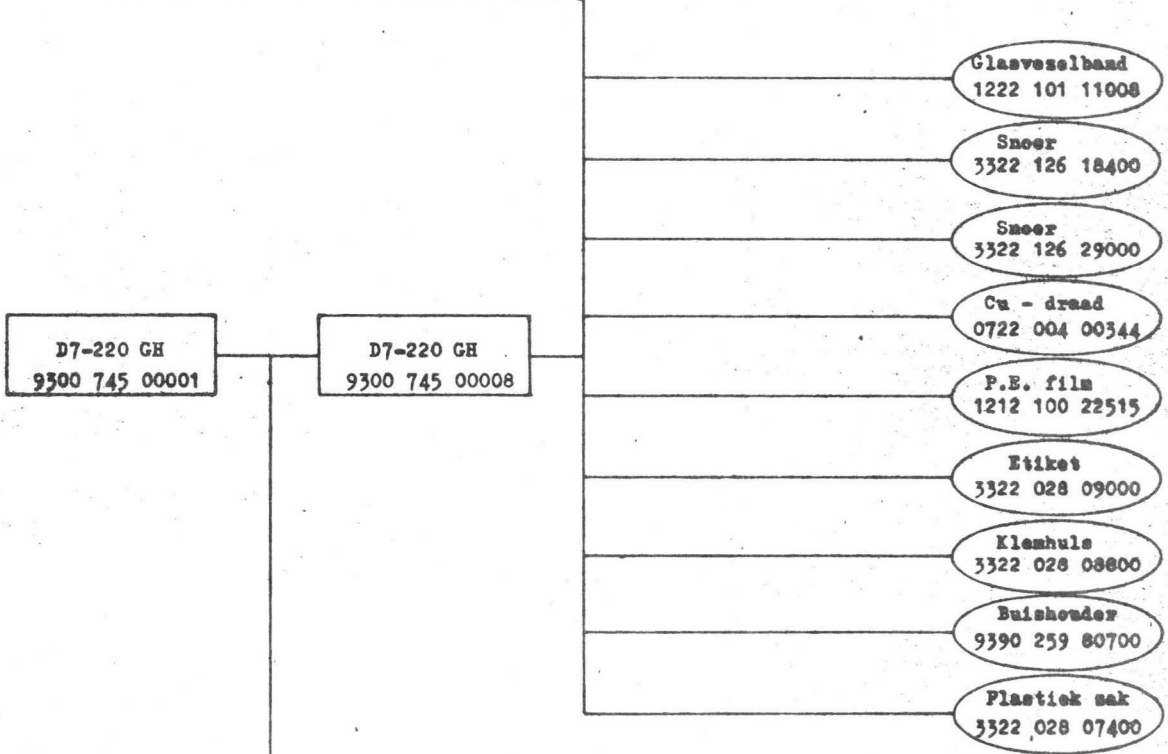 Glasvezelband
1222 101 11008
Snoer
3322 126 18400
Snoer
3322 126 29000
Cu - draad
0722 004 00344
D7-220 GH
9300 745 00001
D7-220 GH
9300 745 00008
P.E. film
1212 100 22515
Etiket
3322 028 09000
Klemhuls
3322 028 08800
Buishouder
9390 259 80700
Plastiek zak
3322 028 07400